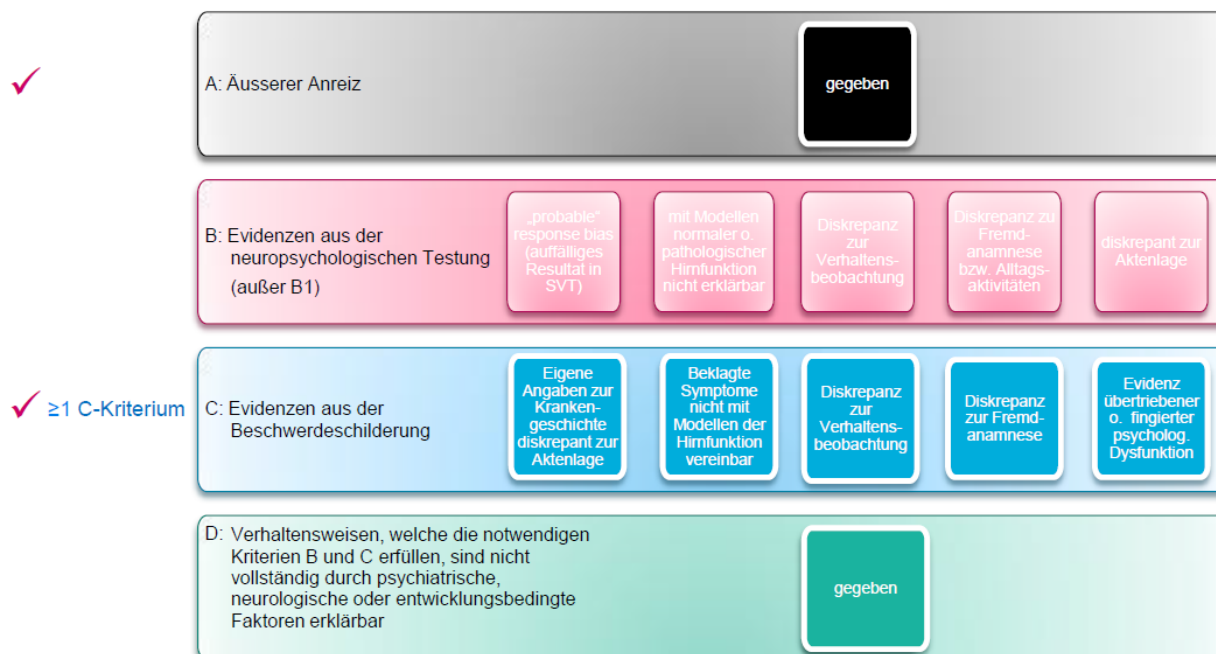 A: Äusserer Anreiz
gegeben
B: Evidenzen aus der
neuropsychologischen Testung
(außer B1)
„probable“
response bias
(auffälliges
Resultat in
SVT)
mit Modellen
normaler o.
pathologischer
Hirnfunktion
nicht erklärbar
Diskrepanz
zur
Verhaltens-
beobachtung
Diskrepanz zu
Fremd-
anamnese
bzw. Alltags-
aktivitäten
diskrepant zur
Aktenlage
≥1 C-Kriterium
C: Evidenzen aus der
Beschwerdeschilderung
Eigene
Angaben zur
Kranken-
geschichte
diskrepant zur
Aktenlage
Beklagte
Symptome
nicht mit
Modellen der
Hirnfunktion
vereinbar
Diskrepanz
zur
Verhaltens-
beobachtung
Diskrepanz
zur Fremd-
anamnese
Evidenz
übertriebener
o. fingierter
psycholog.
Dysfunktion
D: Verhaltensweisen, welche die notwendigen
Kriterien B und C erfüllen, sind nicht
vollständig durch psychiatrische,
neurologische oder entwicklungsbedingte
Faktoren erklärbar
gegeben